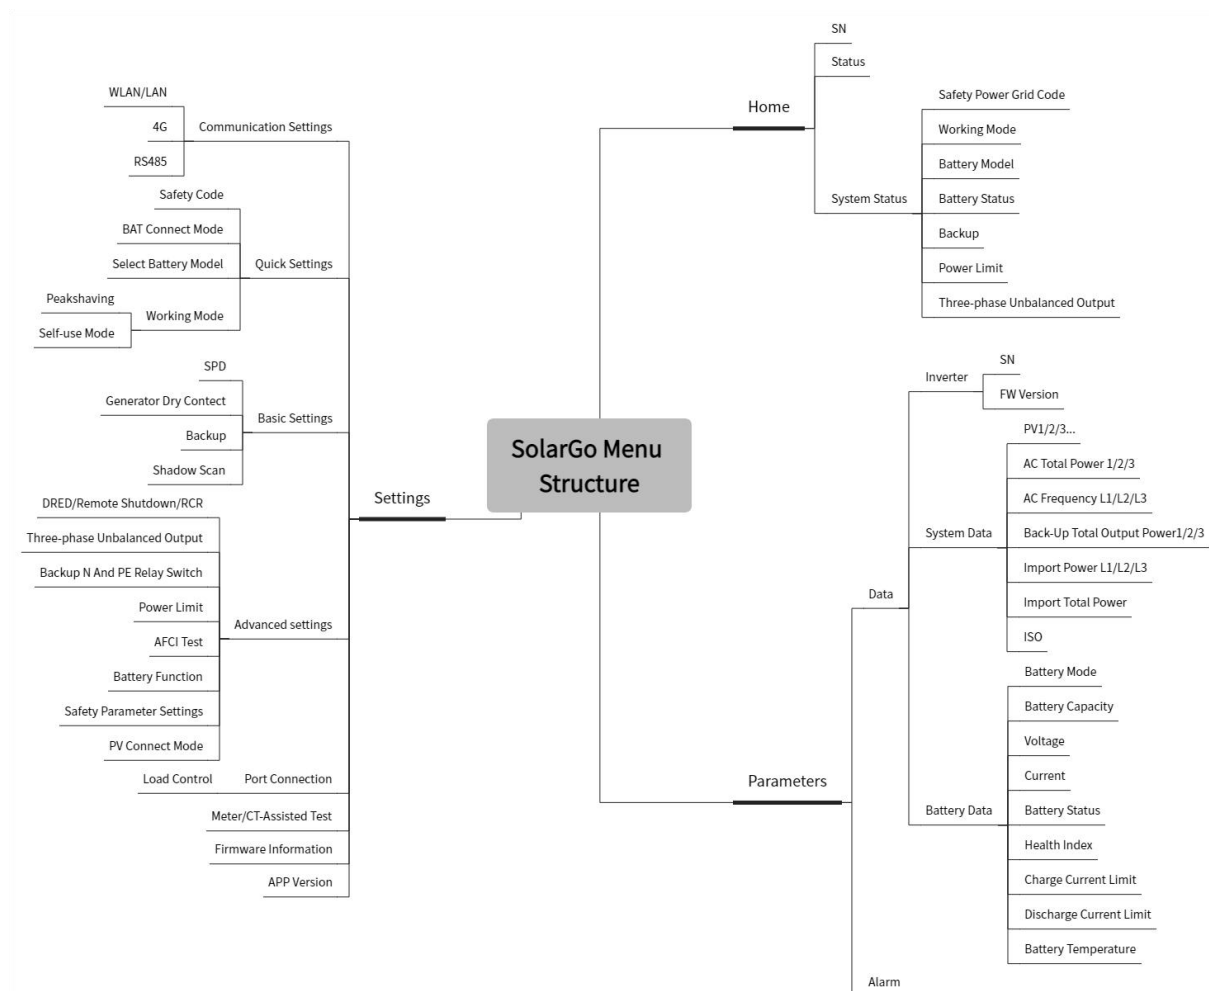 SolarGo Menu
Structure
Home
SN
Status
System Status
Safety Power Grid Code
Working Mode
Battery Model
Battery Status
Backup
Power Limit
Three-phase Unbalanced Output
Parameters
Data
Inverter
SN
FW Version
System Data
PV1/2/3...
AC Total Power 1/2/3
AC Frequency L1/L2/L3
Back-Up Total Output Power1/2/3
Import Power L1/L2/L3
Import Total Power
ISO
Battery Data
Battery Mode
Battery Capacity
Voltage
Current
Battery Status
Health Index
Charge Current Limit
Discharge Current Limit
Battery Temperature
Alarm
Settings
Communication Settings
WLAN/LAN
4G
RS485
Quick Settings
Safety Code
BAT Connect Mode
Select Battery Model
Working Mode
Peakshaving
Self-use Mode
Basic Settings
SPD
Generator Dry Contect
Backup
Shadow Scan
Advanced settings
DRED/Remote Shutdown/RCR
Three-phase Unbalanced Output
Backup N And PE Relay Switch
Power Limit
AFCI Test
Battery Function
Safety Parameter Settings
PV Connect Mode
Port Connection
Load Control
Meter/CT-Assisted Test
Firmware Information
APP Version